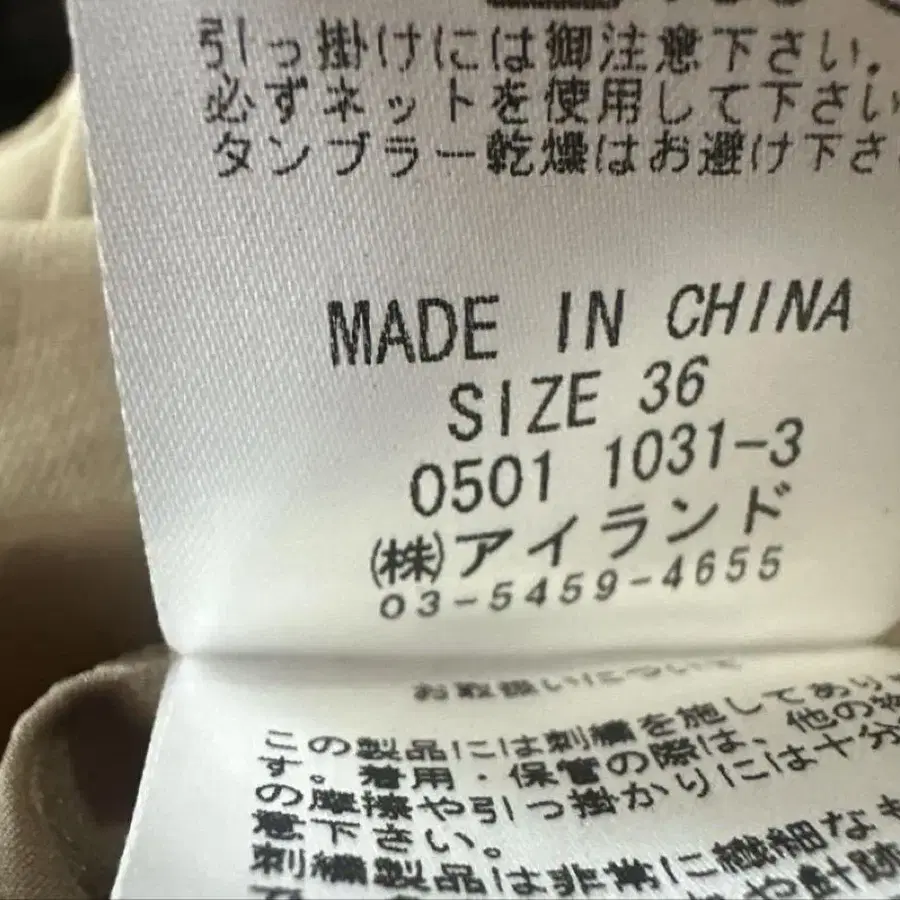 引っ掛けには御注意下さい.
必ずネットを使用して下さい
タンブラー乾燥はお避け下さ
MADE IN CHINA
SIZE 36
0501 1031-3
(株)アイランド
03-5459-4655
お取扱いについて
この製品には刺繍を施してあり
す。着用・保管の際は、他の物
の摩擦や引っ掛かりには十分
意下さい。
刺繍製品は非常に繊細なも
や針跡